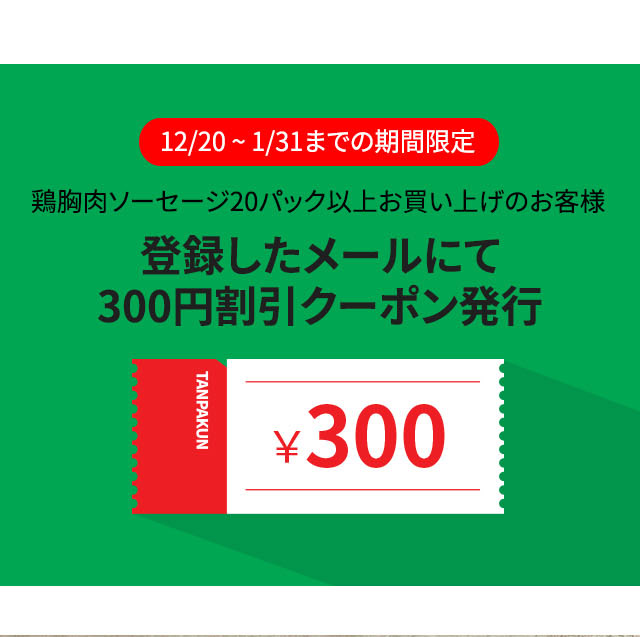 12/20 ~ 1/31までの期間限定
鶏胸肉ソーセージ20パック以上お買い上げのお客様
登録したメールにて
300円割引クーポン発行
TANPAKUN
¥300